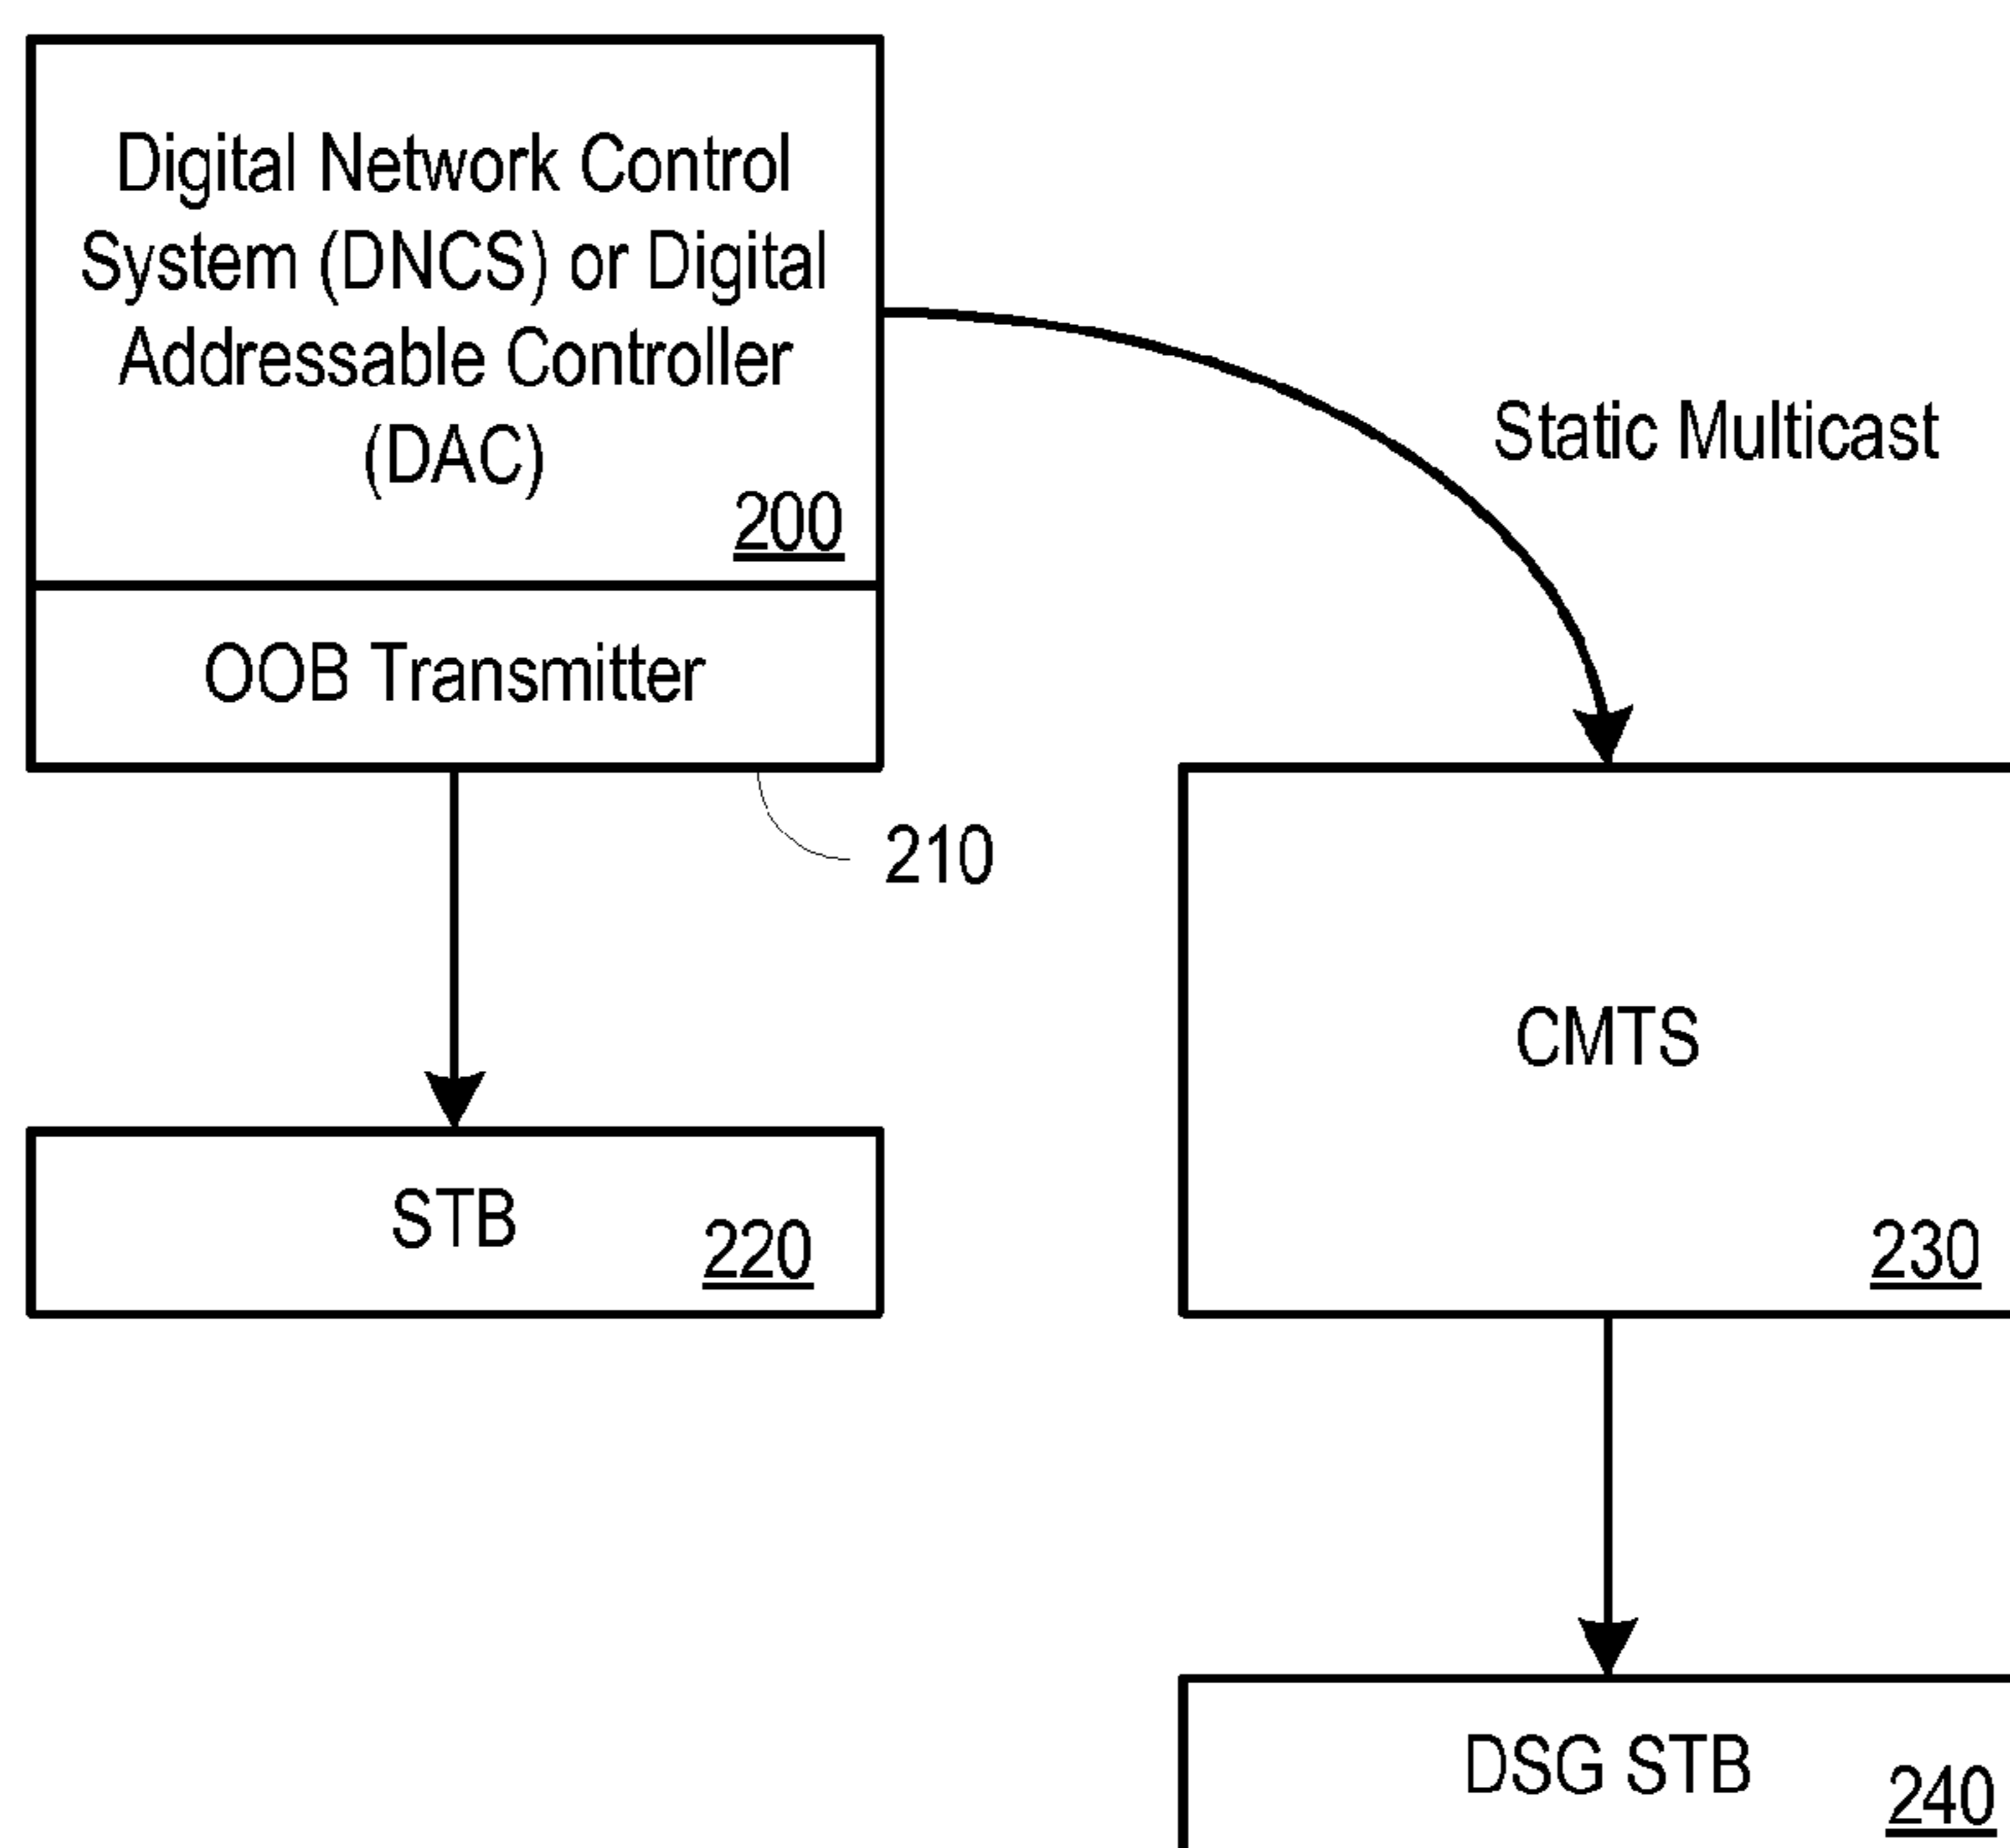 Digital Network Control
System (DNCS) or Digital
Addressable Controller
(DAC)
200
Static Multicast
OOB Transmitter
210
CMTS
230
STB
220
DSG STB
240